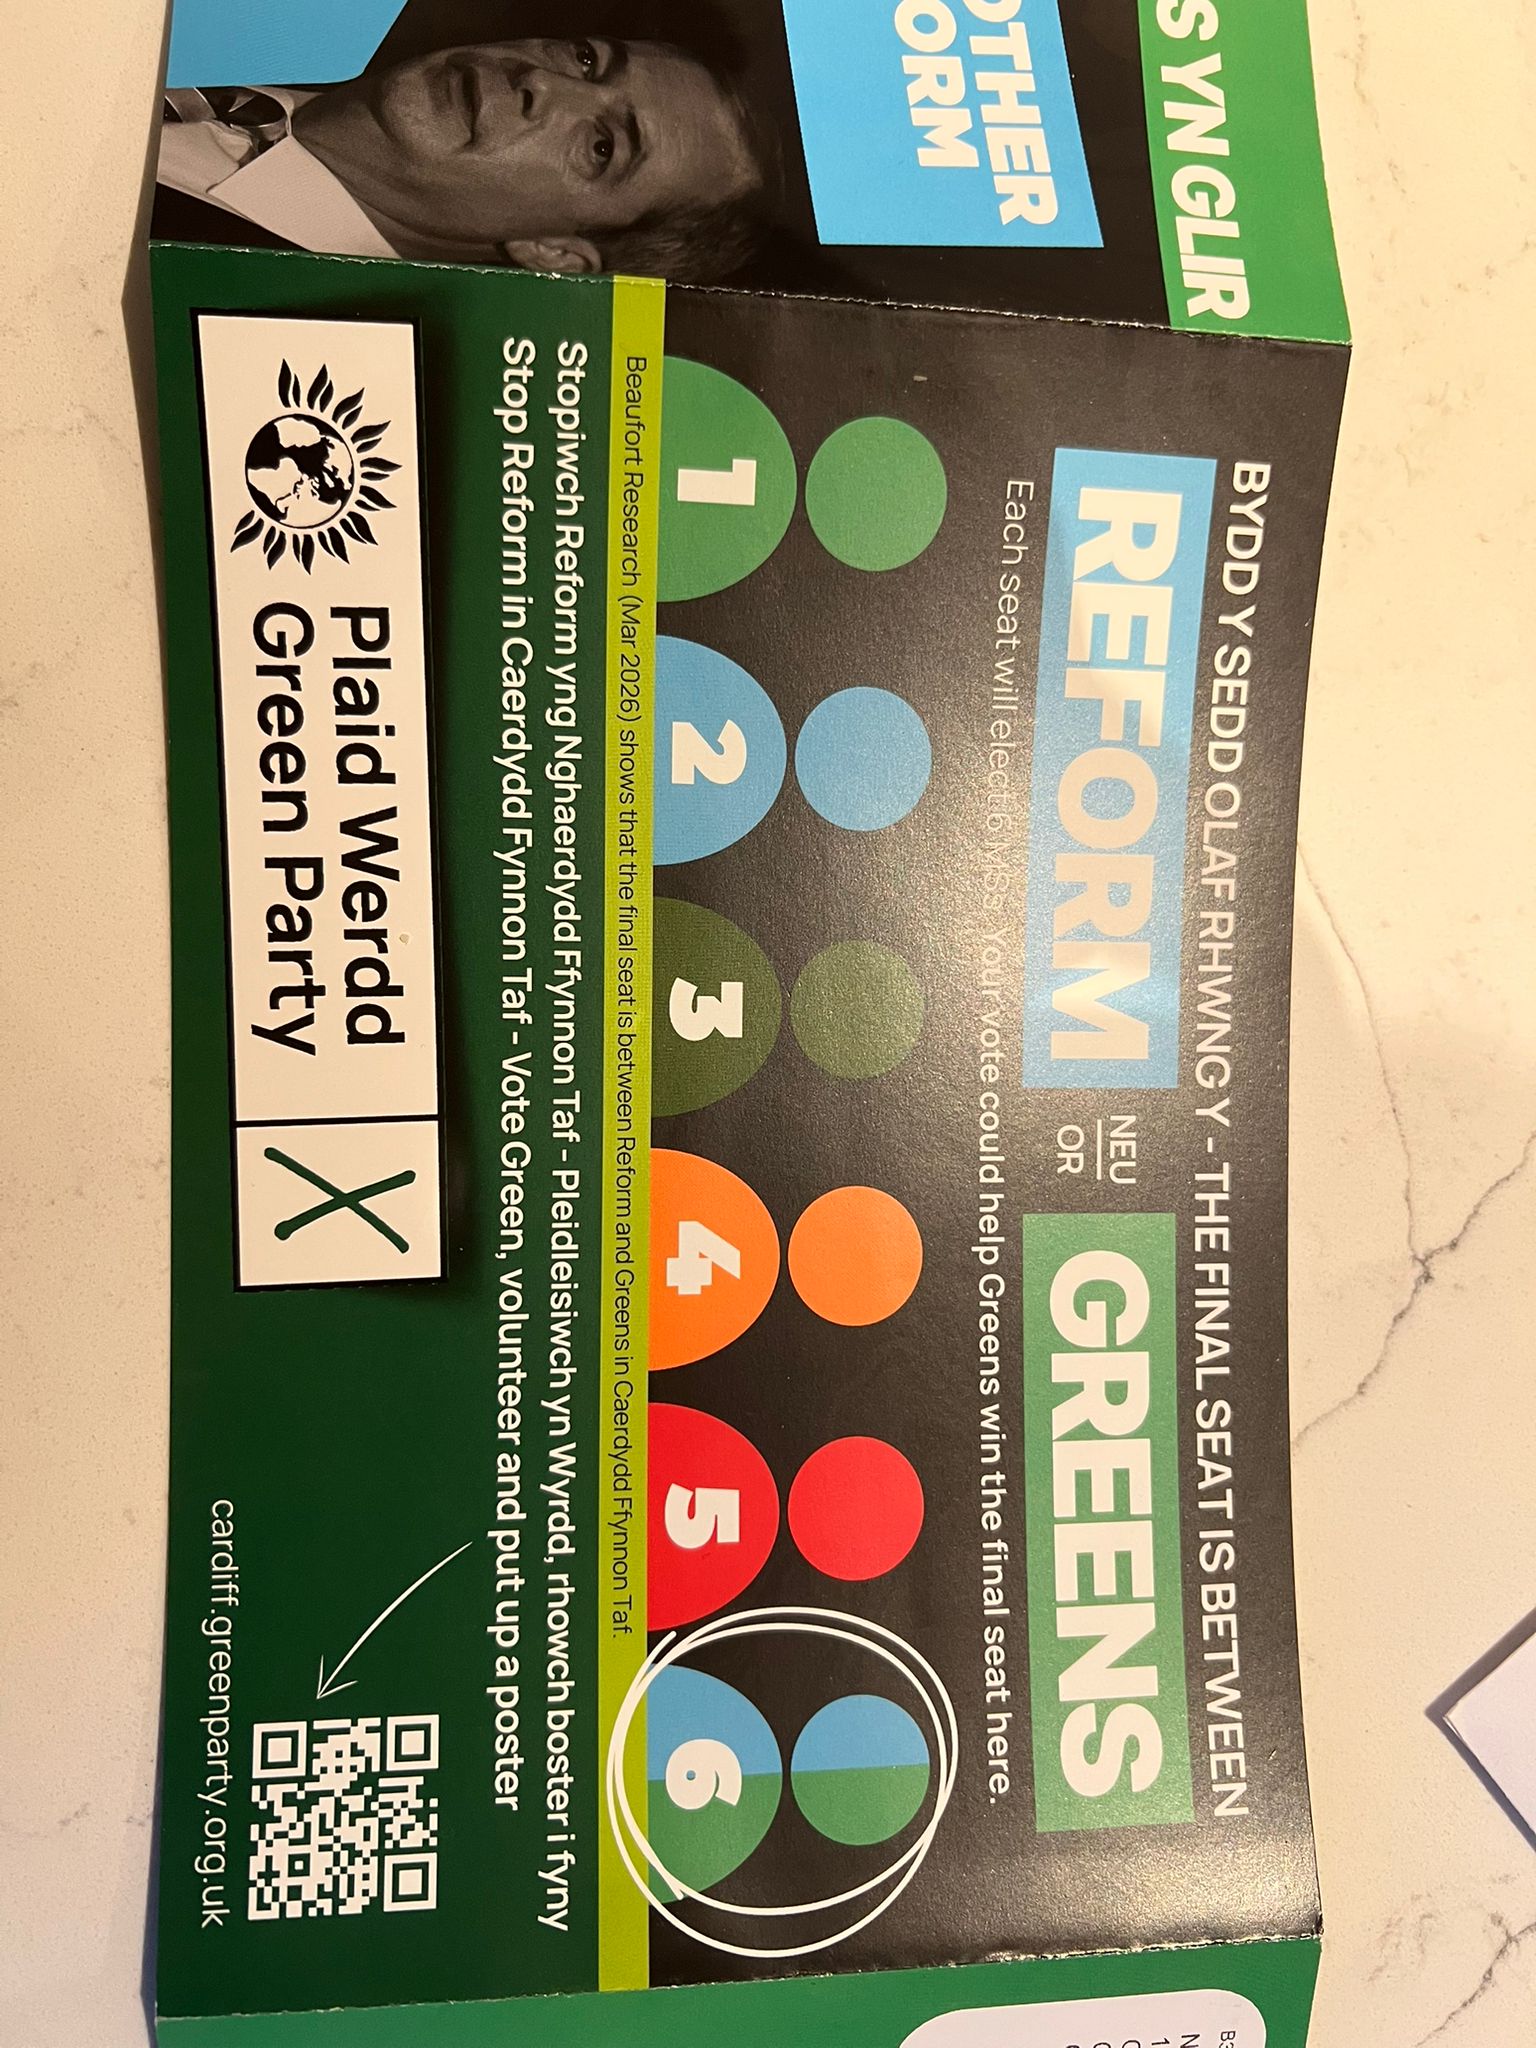 S YN GLIR
OTHER
ORM
BYDD Y SEDD OLAF RHWNG Y - THE FINAL SEAT IS BETWEEN
REFORM NEU OR GREENS
Each seat will elect 6 MSs. Your vote could help Greens win the final seat here.
1 2 3 4 5 6
Beaufort Research (Mar 2026) shows that the final seat is between Reform and Greens in Caerdydd Ffynnon Taf.
Stopiwch Reform yng Nghaerdydd Ffynnon Taf - Pleidleisiwch yn Wyrdd, rhowch boster i fyny
Stop Reform in Caerdydd Fynnon Taf - Vote Green, volunteer and put up a poster
Plaid Werdd
Green Party
cardiff.greenparty.org.uk